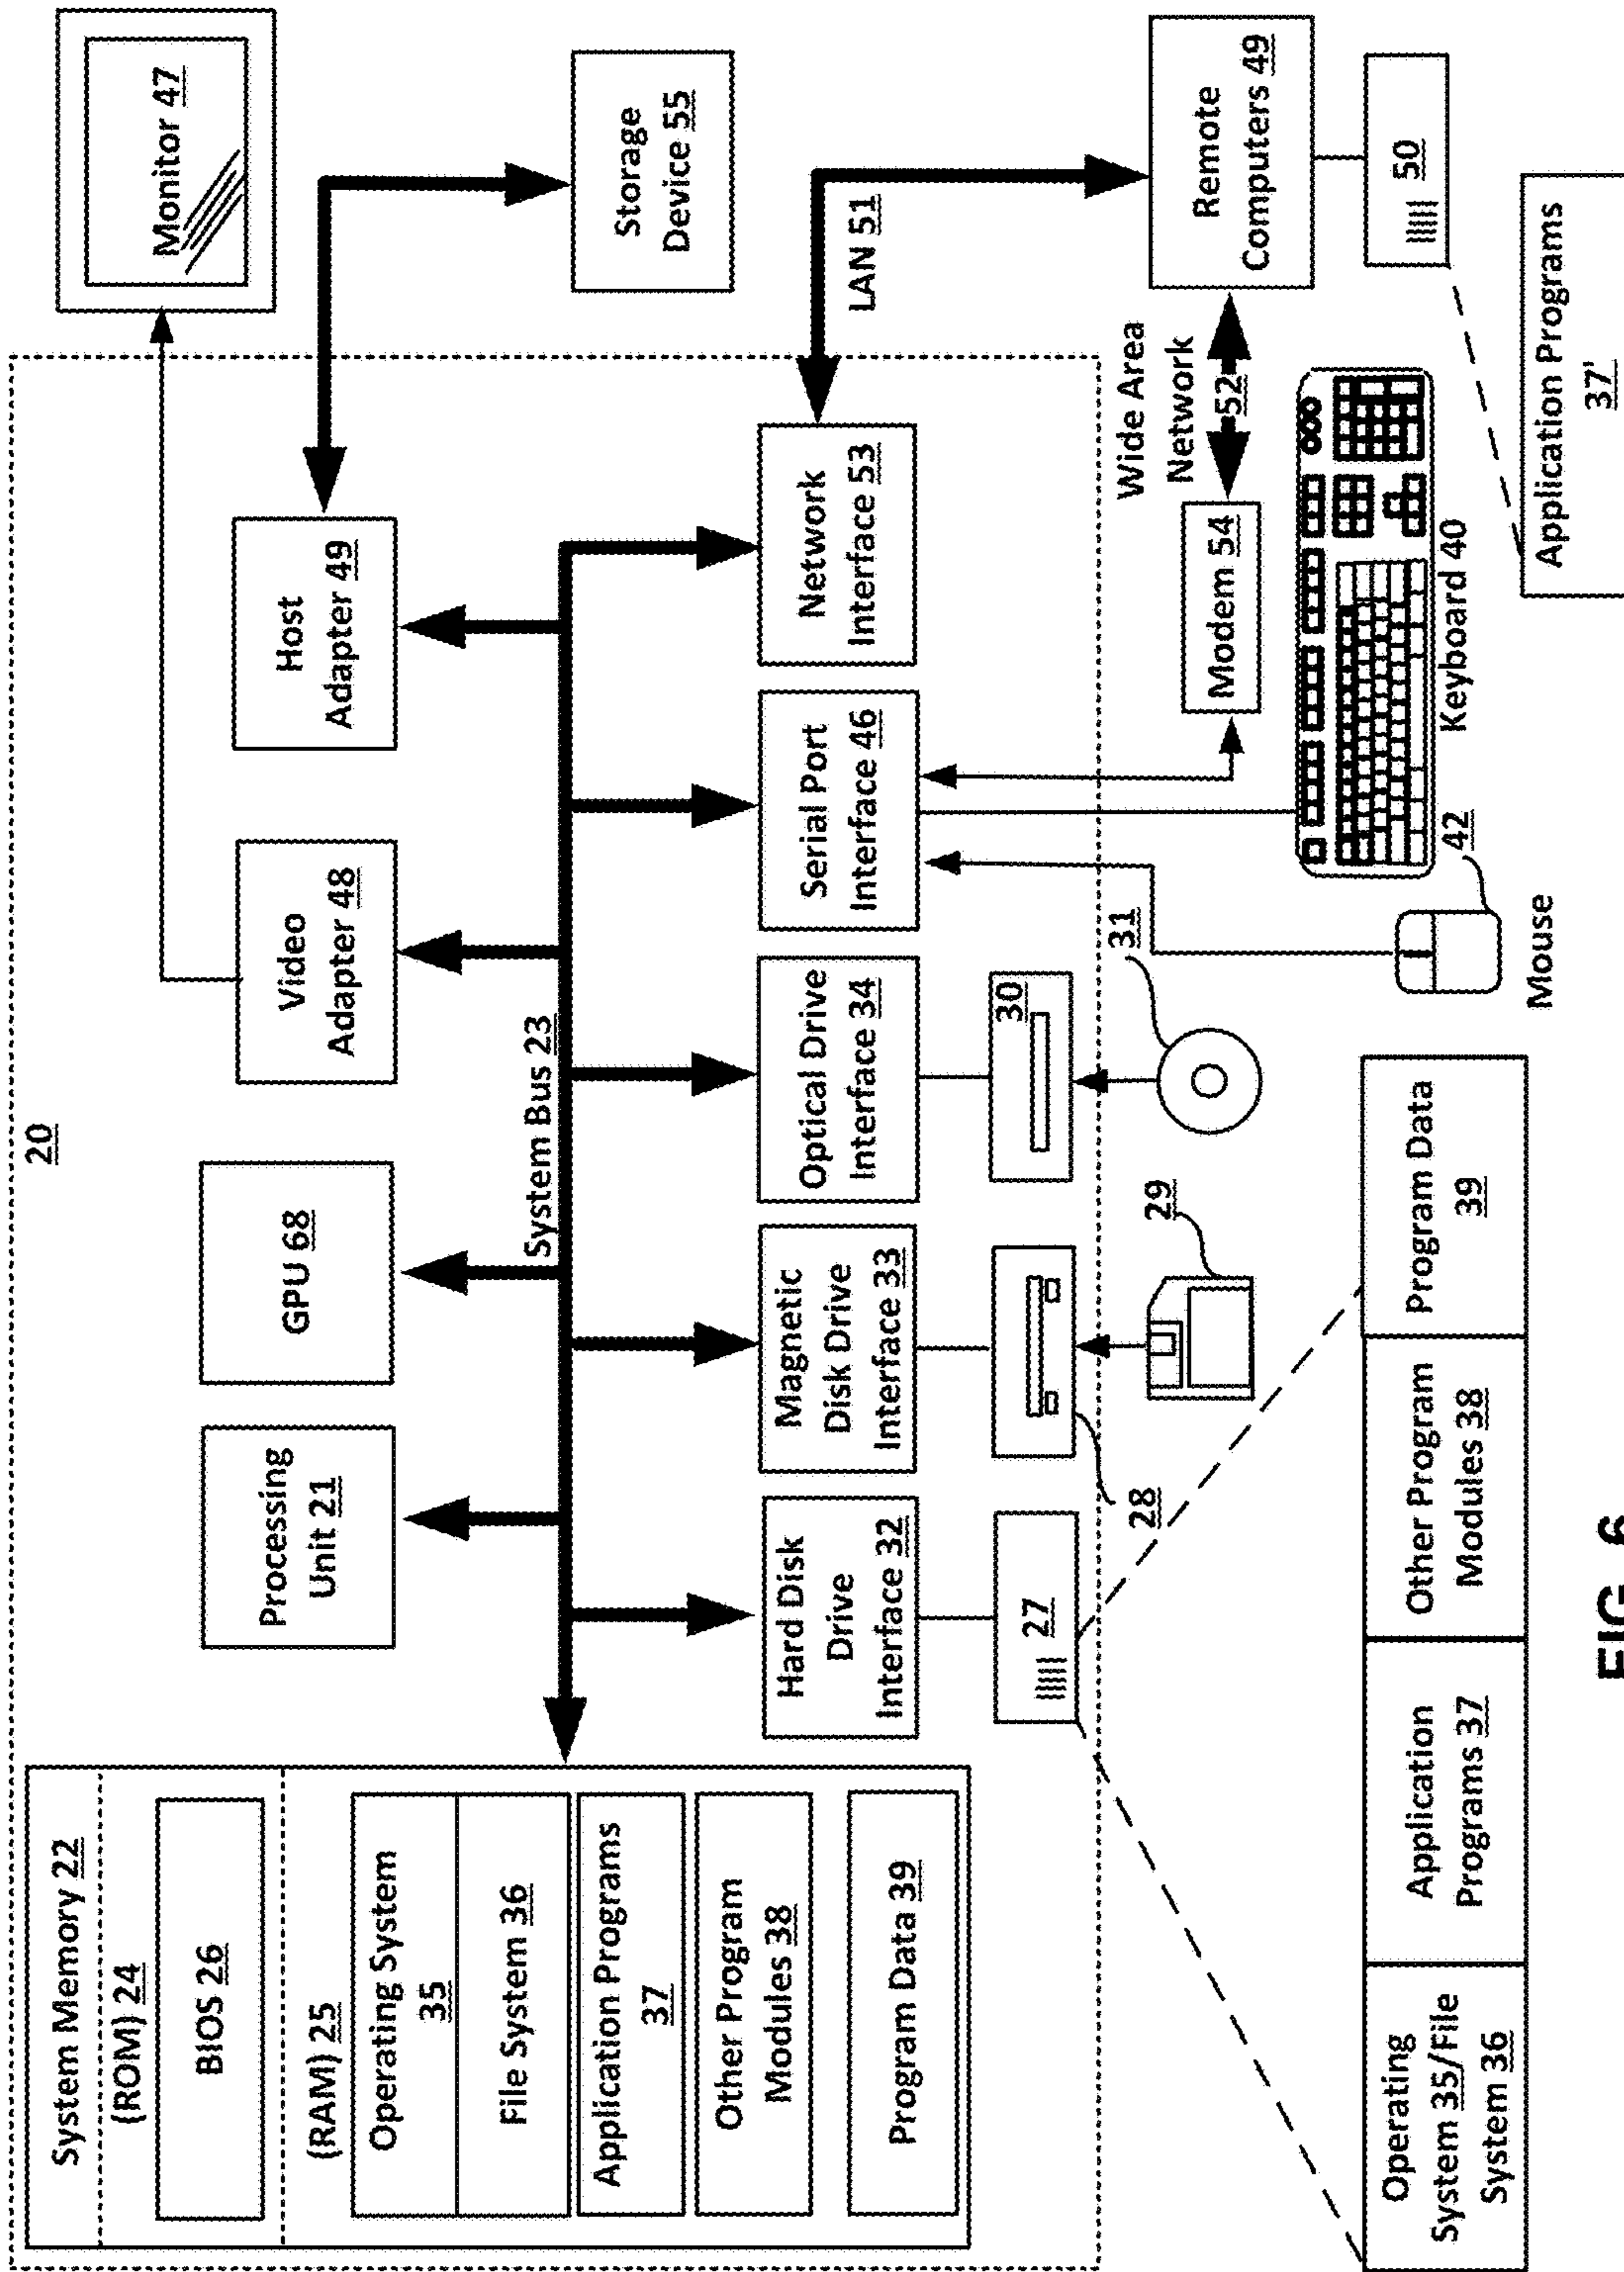 20
System Memory 22
(ROM) 24
BIOS 26
(RAM) 25
Operating System
35
File System 36
Application Programs
37
Other Program
Modules 38
Program Data 39
Processing
Unit 21
GPU 68
Video
Adapter 48
Host
Adapter 49
Monitor 47
System Bus 23
Storage
Device 55
Hard Disk
Drive
Interface 32
Magnetic
Disk Drive
Interface 33
Optical Drive
Interface 34
Serial Port
Interface 46
Network
Interface 53
LAN 51
27
28
29
30
31
Wide Area
Network
52
Modem 54
Remote
Computers 49
50
Keyboard 40
42
Mouse
Application Programs
37'
Operating
System 35/File
System 36
Application
Programs 37
Other Program
Modules 38
Program Data
39
FIG. 6